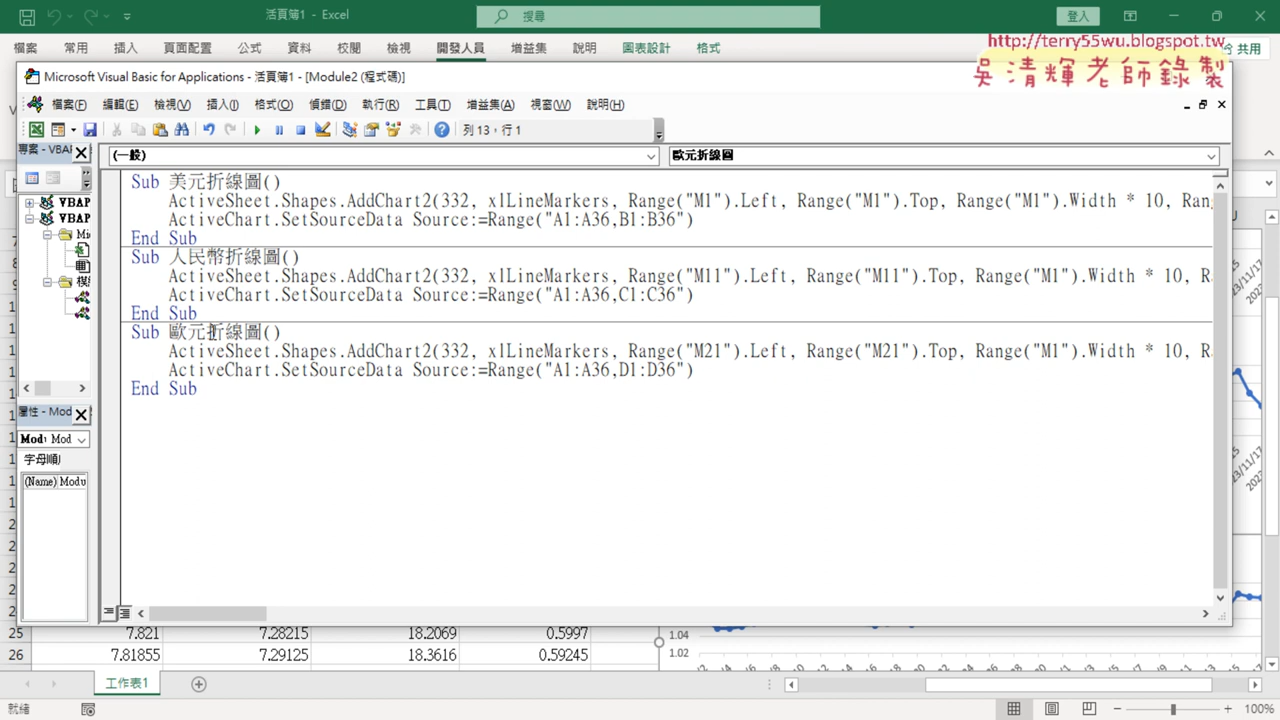 活頁簿1 - Excel
搜尋
登入
檔案 常用 插入 頁面配置 公式 資料 校閱 檢視 開發人員 增益集 說明 圖表設計 格式
共用
http://terry55wu.blogspot.tw
吳清輝老師錄製
Microsoft Visual Basic for Applications - 活頁簿1 - [Module2 (程式碼)]
檔案(F) 編輯(E) 檢視(V) 插入(I) 格式(O) 偵錯(D) 執行(R) 工具(T) 增益集(A) 視窗(W) 說明(H)
列 13，行 1
專案 - VBA
(一般)
歐元折線圖
VBAP
VBAP
Mi
模
Sub 美元折線圖()
ActiveSheet.Shapes.AddChart2(332, xlLineMarkers, Range("M1").Left, Range("M1").Top, Range("M1").Width * 10, Ran
ActiveChart.SetSourceData Source:=Range("A1:A36,B1:B36")
End Sub
Sub 人民幣折線圖()
ActiveSheet.Shapes.AddChart2(332, xlLineMarkers, Range("M11").Left, Range("M11").Top, Range("M1").Width * 10, R
ActiveChart.SetSourceData Source:=Range("A1:A36,C1:C36")
End Sub
Sub 歐元折線圖()
ActiveSheet.Shapes.AddChart2(332, xlLineMarkers, Range("M21").Left, Range("M21").Top, Range("M1").Width * 10, R
ActiveChart.SetSourceData Source:=Range("A1:A36,D1:D36")
End Sub
屬性 - Mod
Mod Mod
字母順
(Name) Modu
25 7.821 7.28215 18.2069 0.5997
26 7.81855 7.29125 18.3616 0.59245
1.04
1.02
工作表1
就緒
100%